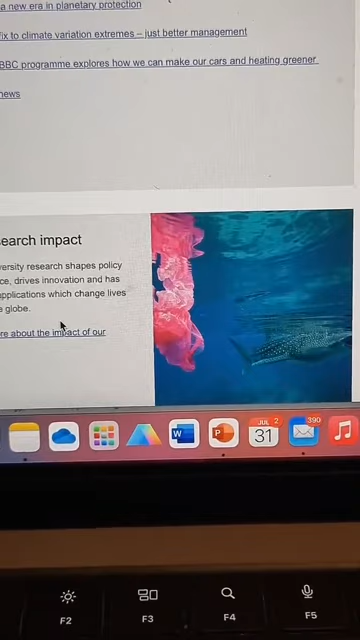 a new era in planetary protection
fix to climate variation extremes – just better management
BBC programme explores how we can make our cars and heating greener
news
search impact
versity research shapes policy
ce, drives innovation and has
applications which change lives
e globe.
re about the impact of our
JUL 2
31
390
W
P
F2
F3
F4
F5